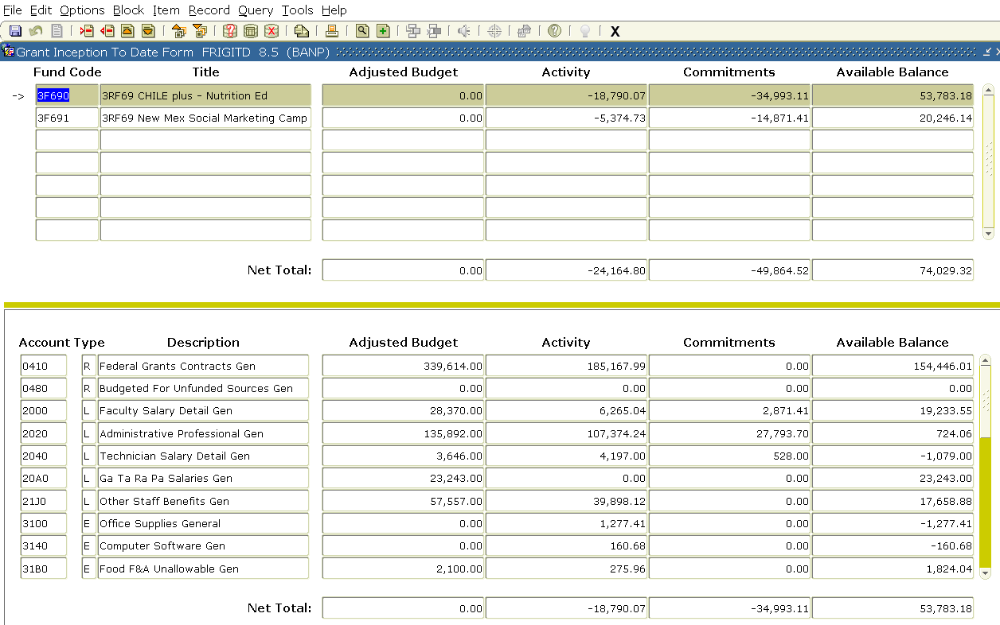 File Edit Options Block Item Record Query Tools Help
X
Grant Inception To Date Form FRIGITD 8.5 (BANP)
Fund Code Title Adjusted Budget Activity Commitments Available Balance
-> 3F690 3RF69 CHILE plus - Nutrition Ed 0.00 -18,790.07 -34,993.11 53,783.18
3F691 3RF69 New Mex Social Marketing Camp 0.00 -5,374.73 -14,871.41 20,246.14
Net Total: 0.00 -24,164.80 -49,864.52 74,029.32
Account Type Description Adjusted Budget Activity Commitments Available Balance
0410 R Federal Grants Contracts Gen 339,614.00 185,167.99 0.00 154,446.01
0480 R Budgeted For Unfunded Sources Gen 0.00 0.00 0.00 0.00
2000 L Faculty Salary Detail Gen 28,370.00 6,265.04 2,871.41 19,233.55
2020 L Administrative Professional Gen 135,892.00 107,374.24 27,793.70 724.06
2040 L Technician Salary Detail Gen 3,646.00 4,197.00 528.00 -1,079.00
20A0 L Ga Ta Ra Pa Salaries Gen 23,243.00 0.00 0.00 23,243.00
21J0 L Other Staff Benefits Gen 57,557.00 39,898.12 0.00 17,658.88
3100 E Office Supplies General 0.00 1,277.41 0.00 -1,277.41
3140 E Computer Software Gen 0.00 160.68 0.00 -160.68
31B0 E Food F&A Unallowable Gen 2,100.00 275.96 0.00 1,824.04
Net Total: 0.00 -18,790.07 -34,993.11 53,783.18